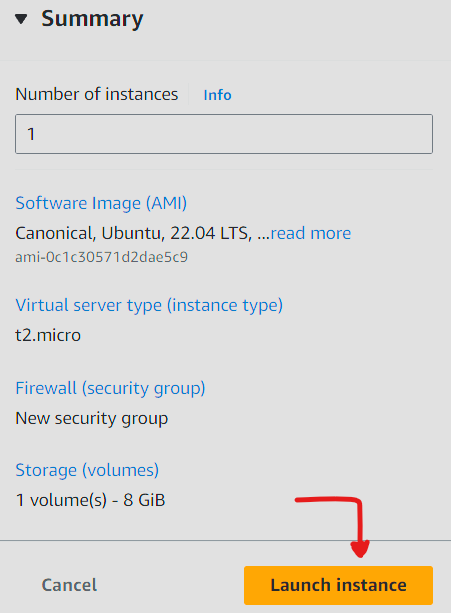 Summary
Number of instances Info
1
Software Image (AMI)
Canonical, Ubuntu, 22.04 LTS, ...read more
ami-0c1c30571d2dae5c9
Virtual server type (instance type)
t2.micro
Firewall (security group)
New security group
Storage (volumes)
1 volume(s) - 8 GiB
Cancel Launch instance